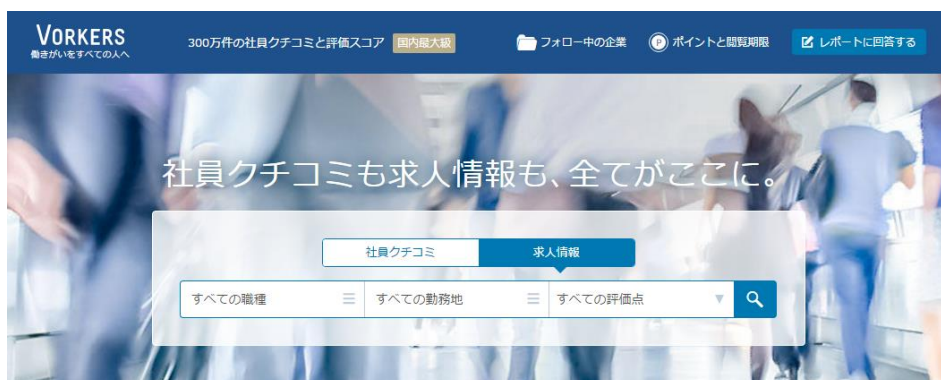 VORKERS
働きがいをすべての人へ
300万件の社員クチコミと評価スコア 国内最大級
フォロー中の企業
ポイントと閲覧期限
レポートに回答する
社員クチコミも求人情報も、全てがここに。
社員クチコミ 求人情報
すべての職種 すべての勤務地 すべての評価点